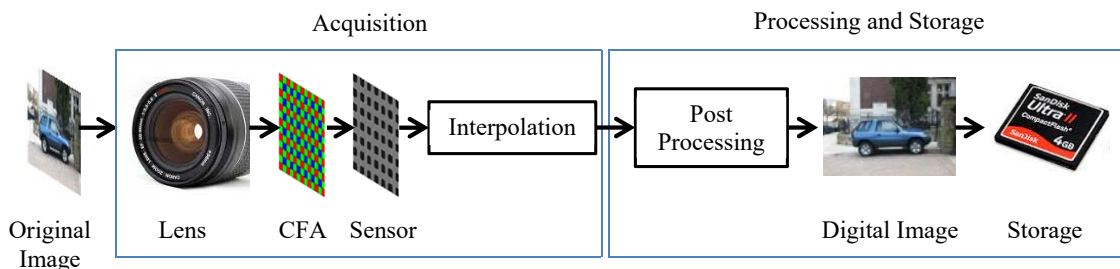 Acquisition
Processing and Storage
Interpolation
Post
Processing
SanDisk
Ultra II
CompactFlash
SanDisk
4GB
Original
Image
Lens
CFA
Sensor
Digital Image
Storage